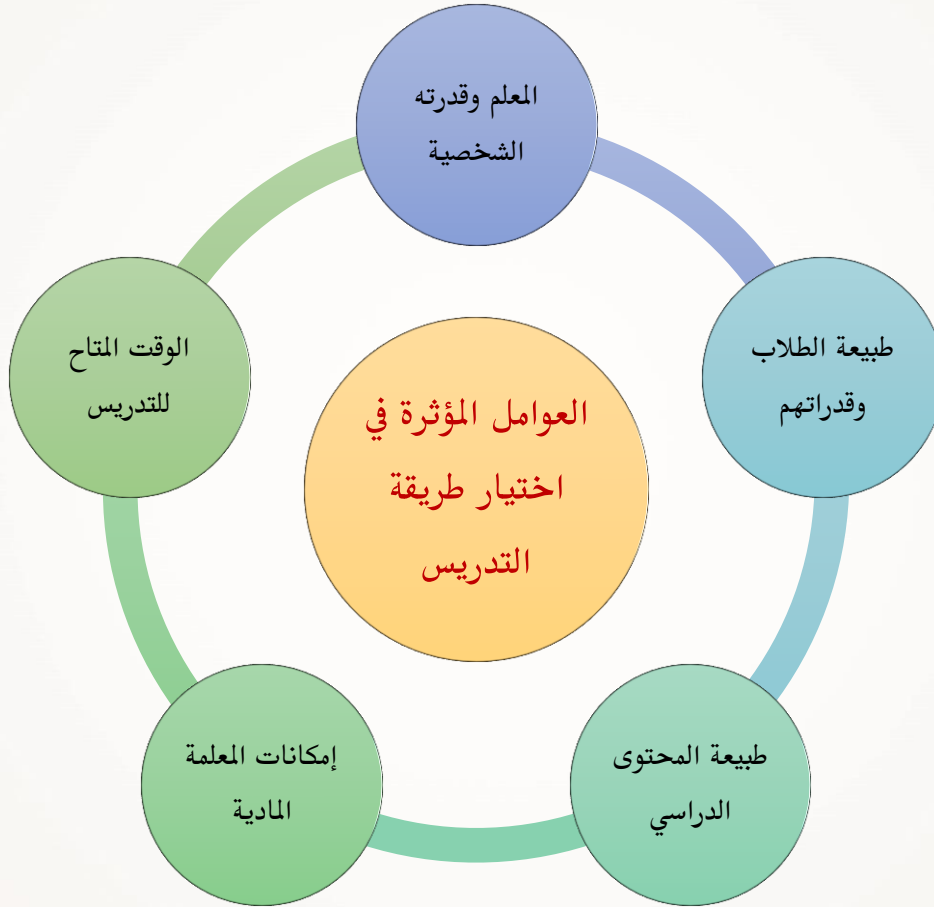 المعلم وقدرته
الشخصية
الوقت المتاح
للتدريس
طبيعة الطلاب
وقدراتهم
العوامل المؤثرة في
اختيار طريقة
التدريس
إمكانات المعلمة
المادية
طبيعة المحتوى
الدراسي